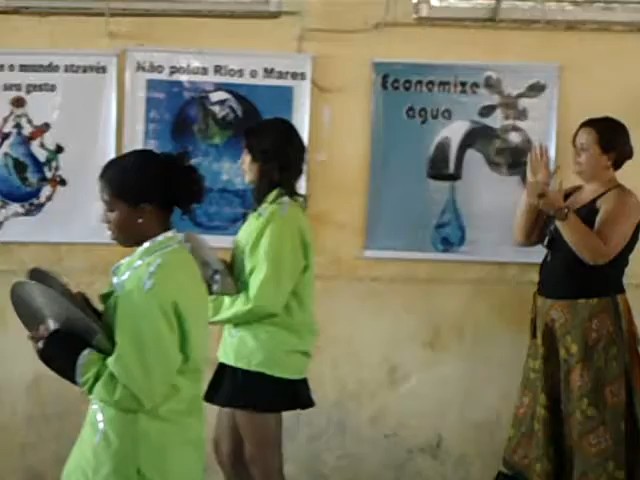 o mundo através
seu gesto
Não polua Rios e Mares
Economize
água